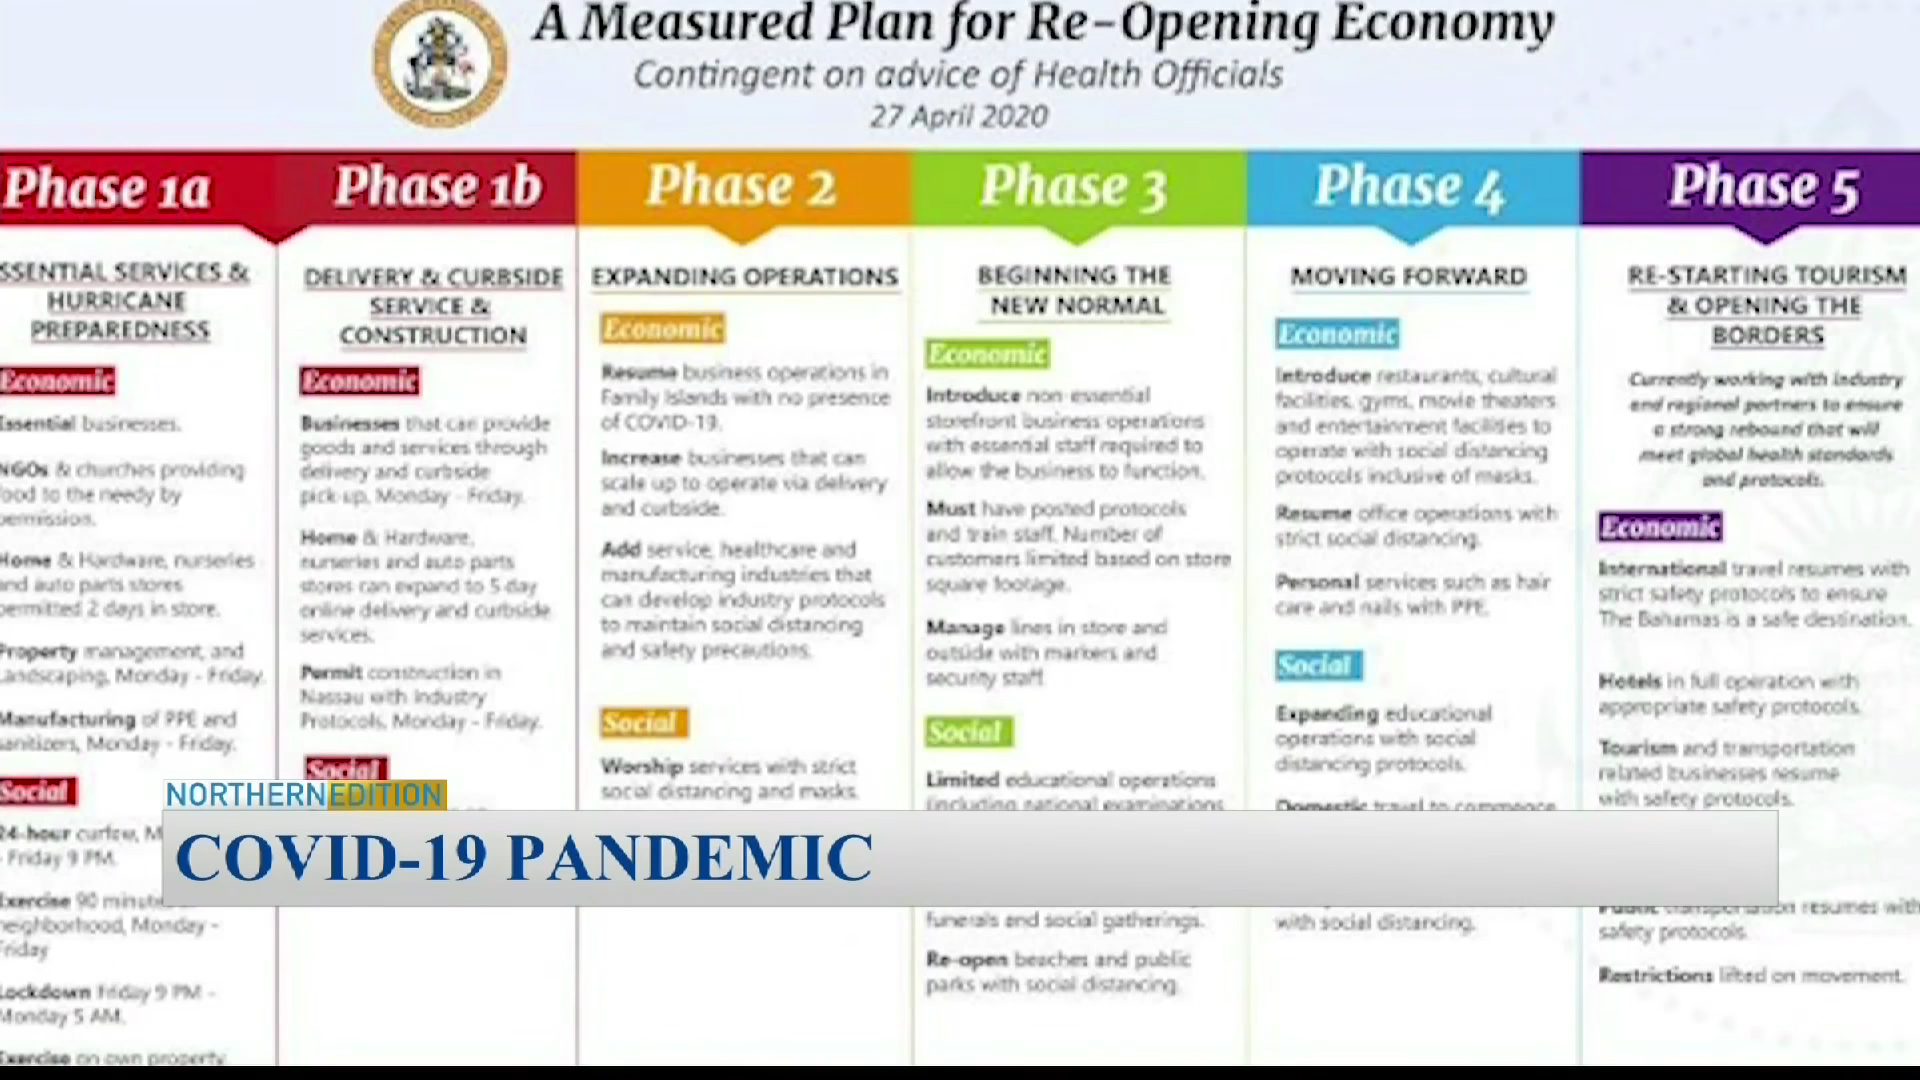 A Measured Plan for Re-Opening Economy
Contingent on advice of Health Officials
27 April 2020
Phase 1a
SSENTIAL SERVICES &
HURRICANE
PREPAREDNESS
Economic
Essential businesses.
NGOs & churches providing
food to the needy by
permission.
Home & Hardware, nurseries
and auto parts stores
permitted 2 days in store.
Property management, and
Landscaping, Monday - Friday.
Manufacturing of PPE and
sanitizers, Monday - Friday.
Social
24-hour curfew, M
- Friday 9 PM.
Exercise 90 minute
neighborhood, Monday -
Friday
Lockdown Friday 9 PM -
Monday 5 AM.
Exercise on own property.
Phase 1b
DELIVERY & CURBSIDE
SERVICE &
CONSTRUCTION
Economic
Businesses that can provide
goods and services through
delivery and curbside
pick-up, Monday - Friday.
Home & Hardware,
nurseries and auto parts
stores can expand to 5 day
online delivery and curbside
services.
Permit construction in
Nassau with Industry
Protocols, Monday - Friday.
Social
Phase 2
EXPANDING OPERATIONS
Economic
Resume business operations in
Family Islands with no presence
of COVID-19.
Increase businesses that can
scale up to operate via delivery
and curbside.
Add service, healthcare and
manufacturing industries that
can develop industry protocols
to maintain social distancing
and safety precautions.
Social
Worship services with strict
social distancing and masks.
Phase 3
BEGINNING THE
NEW NORMAL
Economic
Introduce non-essential
storefront business operations
with essential staff required to
allow the business to function.
Must have posted protocols
and train staff. Number of
customers limited based on store
square footage.
Manage lines in store and
outside with markers and
security staff.
Social
Limited educational operations
(including national examinations
funerals and social gatherings.
Re-open beaches and public
parks with social distancing.
Phase 4
MOVING FORWARD
Economic
Introduce restaurants, cultural
facilities, gyms, movie theaters
and entertainment facilities to
operate with social distancing
protocols inclusive of masks.
Resume office operations with
strict social distancing.
Personal services such as hair
care and nails with PPE.
Social
Expanding educational
operations with social
distancing protocols.
Domestic travel to commence
with social distancing.
Phase 5
RE-STARTING TOURISM
& OPENING THE
BORDERS
Currently working with industry
and regional partners to ensure
a strong rebound that will
meet global health standards
and protocols.
Economic
International travel resumes with
strict safety protocols to ensure
The Bahamas is a safe destination.
Hotels in full operation with
appropriate safety protocols.
Tourism and transportation
related businesses resume
with safety protocols.
Public transportation resumes with
safety protocols.
Restrictions lifted on movement.
NORTHERN EDITION
COVID-19 PANDEMIC